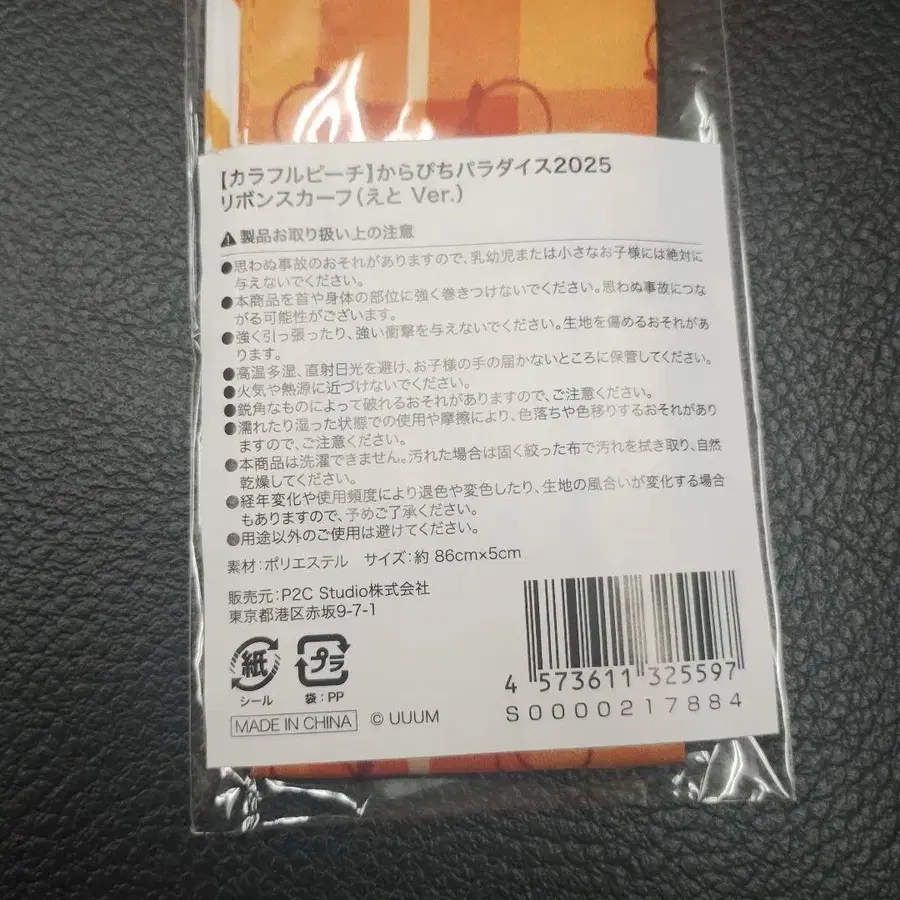 【カラフルピーチ】からぴちパラダイス2025
リボンスカーフ(えと Ver.)
製品お取り扱い上の注意
●思わぬ事故のおそれがありますので、乳幼児または小さなお子様には絶対に
与えないでください。
●本商品を首や身体の部位に強く巻きつけないでください。思わぬ事故につな
がる可能性がございます。
●強く引っ張ったり、強い衝撃を与えないでください。生地を傷めるおそれがあ
ります。
●高温多湿、直射日光を避け、お子様の手の届かないところに保管してください。
●火気や熱源に近づけないでください。
●鋭角なものによって破れるおそれがありますので、ご注意ください。
●濡れたり湿った状態での使用や摩擦により、色落ちや色移りするおそれがあり
ますので、ご注意ください。
●本商品は洗濯できません。汚れた場合は固く絞った布で汚れを拭き取り、自然
乾燥してください。
●経年変化や使用頻度により退色や変色したり、生地の風合いが変化する場合
もありますので、予めご了承ください。
●用途以外のご使用は避けてください。
素材:ポリエステル サイズ:約 86cm×5cm
販売元:P2C Studio株式会社
東京都港区赤坂9-7-1
紙 プラ
シール 袋:PP
MADE IN CHINA © UUUM
4 573611 325597
S0000217884